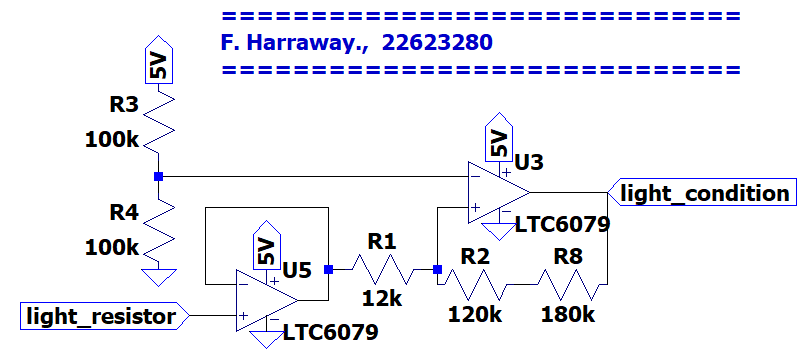 ==============================
F. Harraway., 22623280
==============================
5V
R3
100k
R4
100k
5V
U3
LTC6079
light_condition
5V
U5
LTC6079
light_resistor
R1
12k
R2
120k
R8
180k